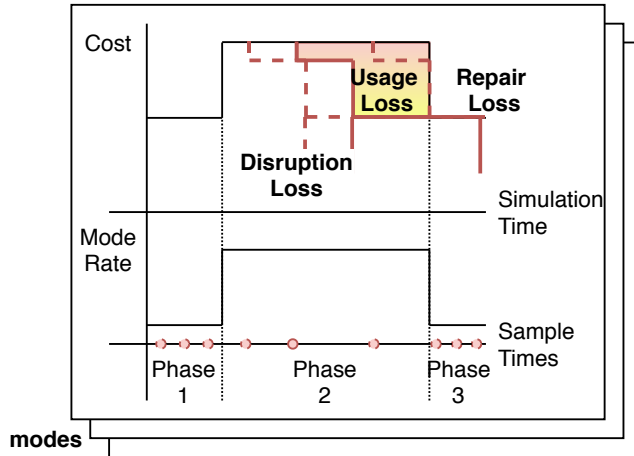 Cost
Usage
Loss
Repair
Loss
Disruption
Loss
Simulation
Time
Mode
Rate
Sample
Times
Phase
1
Phase
2
Phase
3
modes